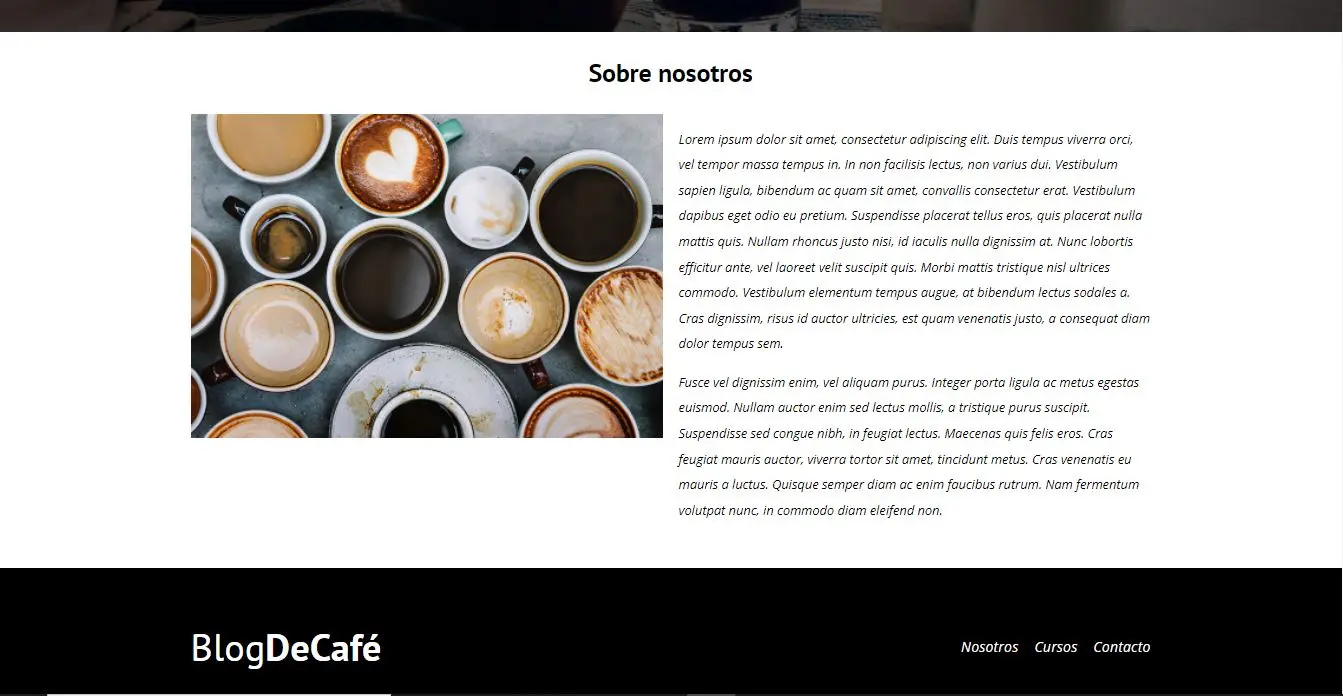 Sobre nosotros
Lorem ipsum dolor sit amet, consectetur adipiscing elit. Duis tempus viverra orci,
vel tempor massa tempus in. In non facilisis lectus, non varius dui. Vestibulum
sapien ligula, bibendum ac quam sit amet, convallis consectetur erat. Vestibulum
dapibus eget odio eu pretium. Suspendisse placerat tellus eros, quis placerat nulla
mattis quis. Nullam rhoncus justo nisi, id iaculis nulla dignissim at. Nunc lobortis
efficitur ante, vel laoreet velit suscipit quis. Morbi mattis tristique nisl ultrices
commodo. Vestibulum elementum tempus augue, at bibendum lectus sodales a.
Cras dignissim, risus id auctor ultricies, est quam venenatis justo, a consequat diam
dolor tempus sem.
Fusce vel dignissim enim, vel aliquam purus. Integer porta ligula ac metus egestas
euismod. Nullam auctor enim sed lectus mollis, a tristique purus suscipit.
Suspendisse sed congue nibh, in feugiat lectus. Maecenas quis felis eros. Cras
feugiat mauris auctor, viverra tortor sit amet, tincidunt metus. Cras venenatis eu
mauris a luctus. Quisque semper diam ac enim faucibus rutrum. Nam fermentum
volutpat nunc, in commodo diam eleifend non.
BlogDeCafé
Nosotros Cursos Contacto